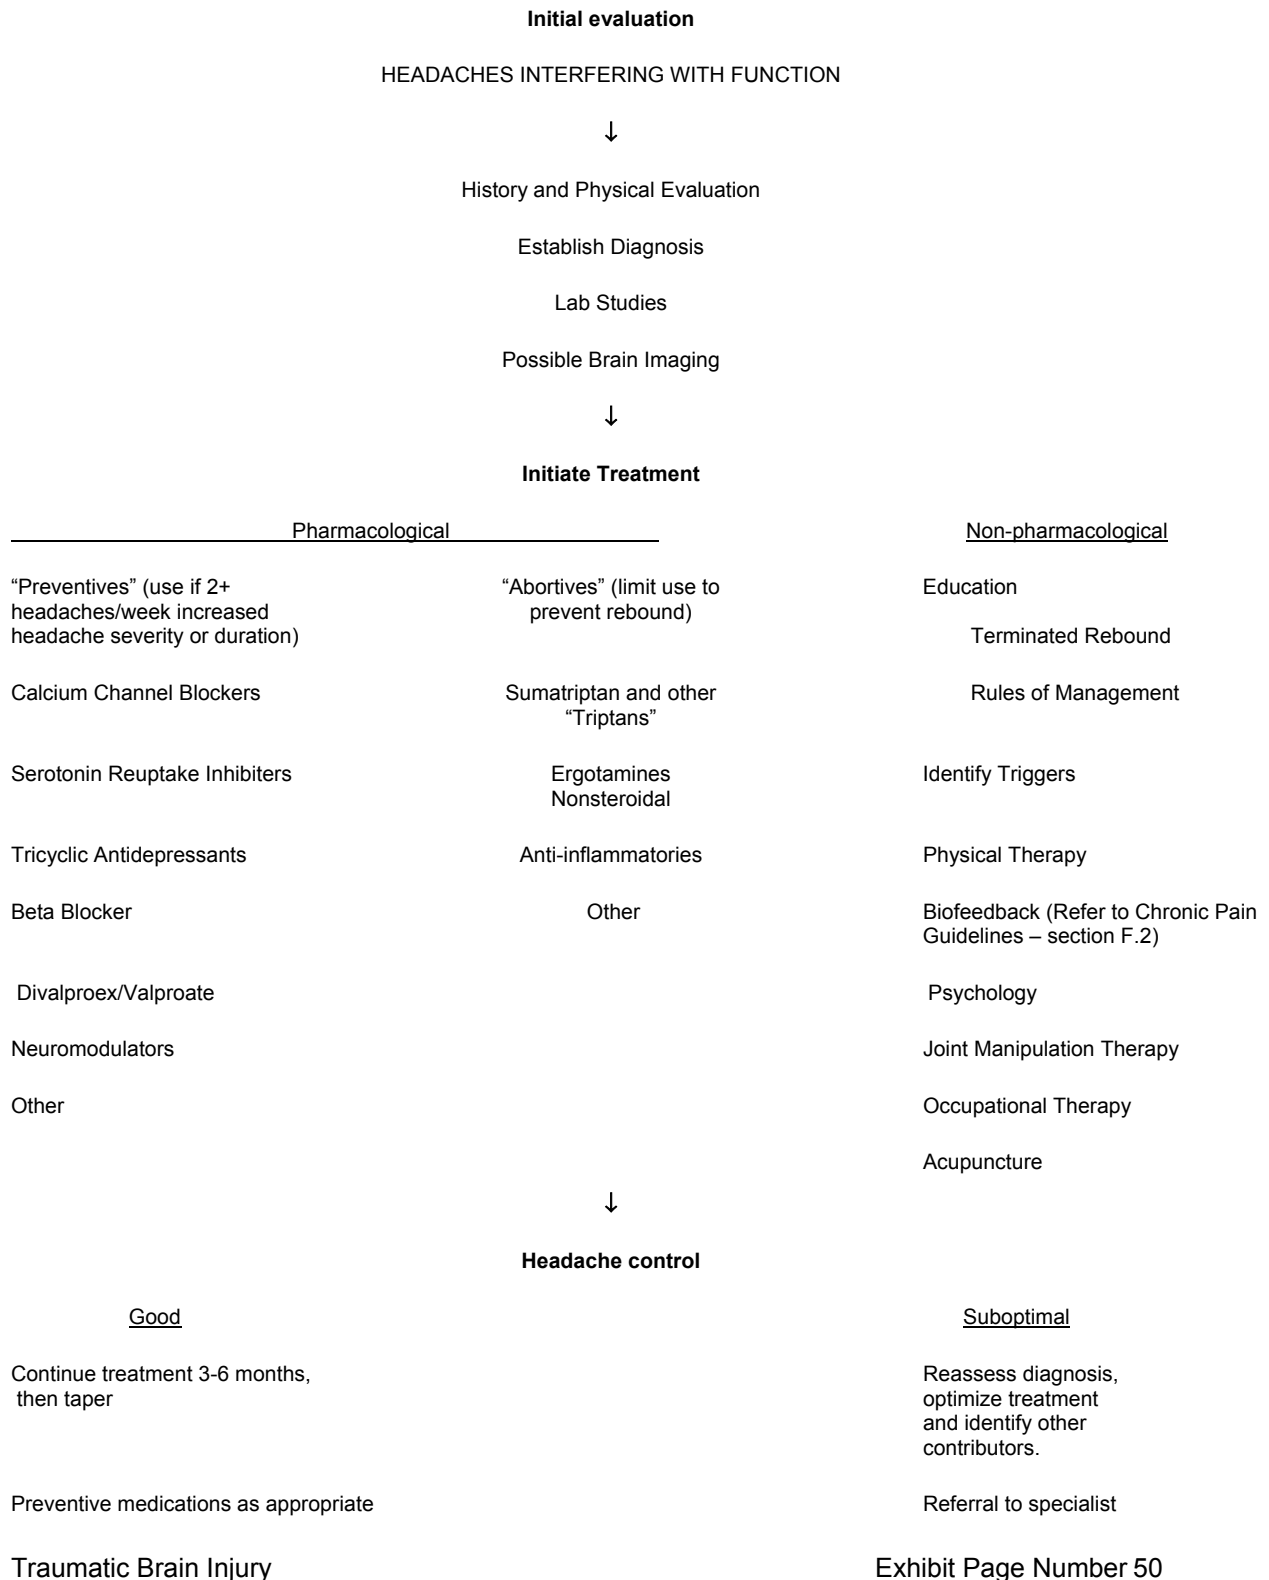 Initial evaluation
HEADACHES INTERFERING WITH FUNCTION
↓
History and Physical Evaluation
Establish Diagnosis
Lab Studies
Possible Brain Imaging
↓
Initiate Treatment
Pharmacological
Non-pharmacological
“Preventives” (use if 2+
headaches/week increased
headache severity or duration)
“Abortives” (limit use to
prevent rebound)
Education
Terminated Rebound
Calcium Channel Blockers
Sumatriptan and other
“Triptans”
Rules of Management
Serotonin Reuptake Inhibiters
Ergotamines
Nonsteroidal
Identify Triggers
Tricyclic Antidepressants
Anti-inflammatories
Physical Therapy
Beta Blocker
Other
Biofeedback (Refer to Chronic Pain
Guidelines – section F.2)
Divalproex/Valproate
Psychology
Neuromodulators
Joint Manipulation Therapy
Other
Occupational Therapy
Acupuncture
↓
Headache control
Good
Suboptimal
Continue treatment 3-6 months,
then taper
Reassess diagnosis,
optimize treatment
and identify other
contributors.
Preventive medications as appropriate
Referral to specialist
Traumatic Brain Injury
Exhibit Page Number 50